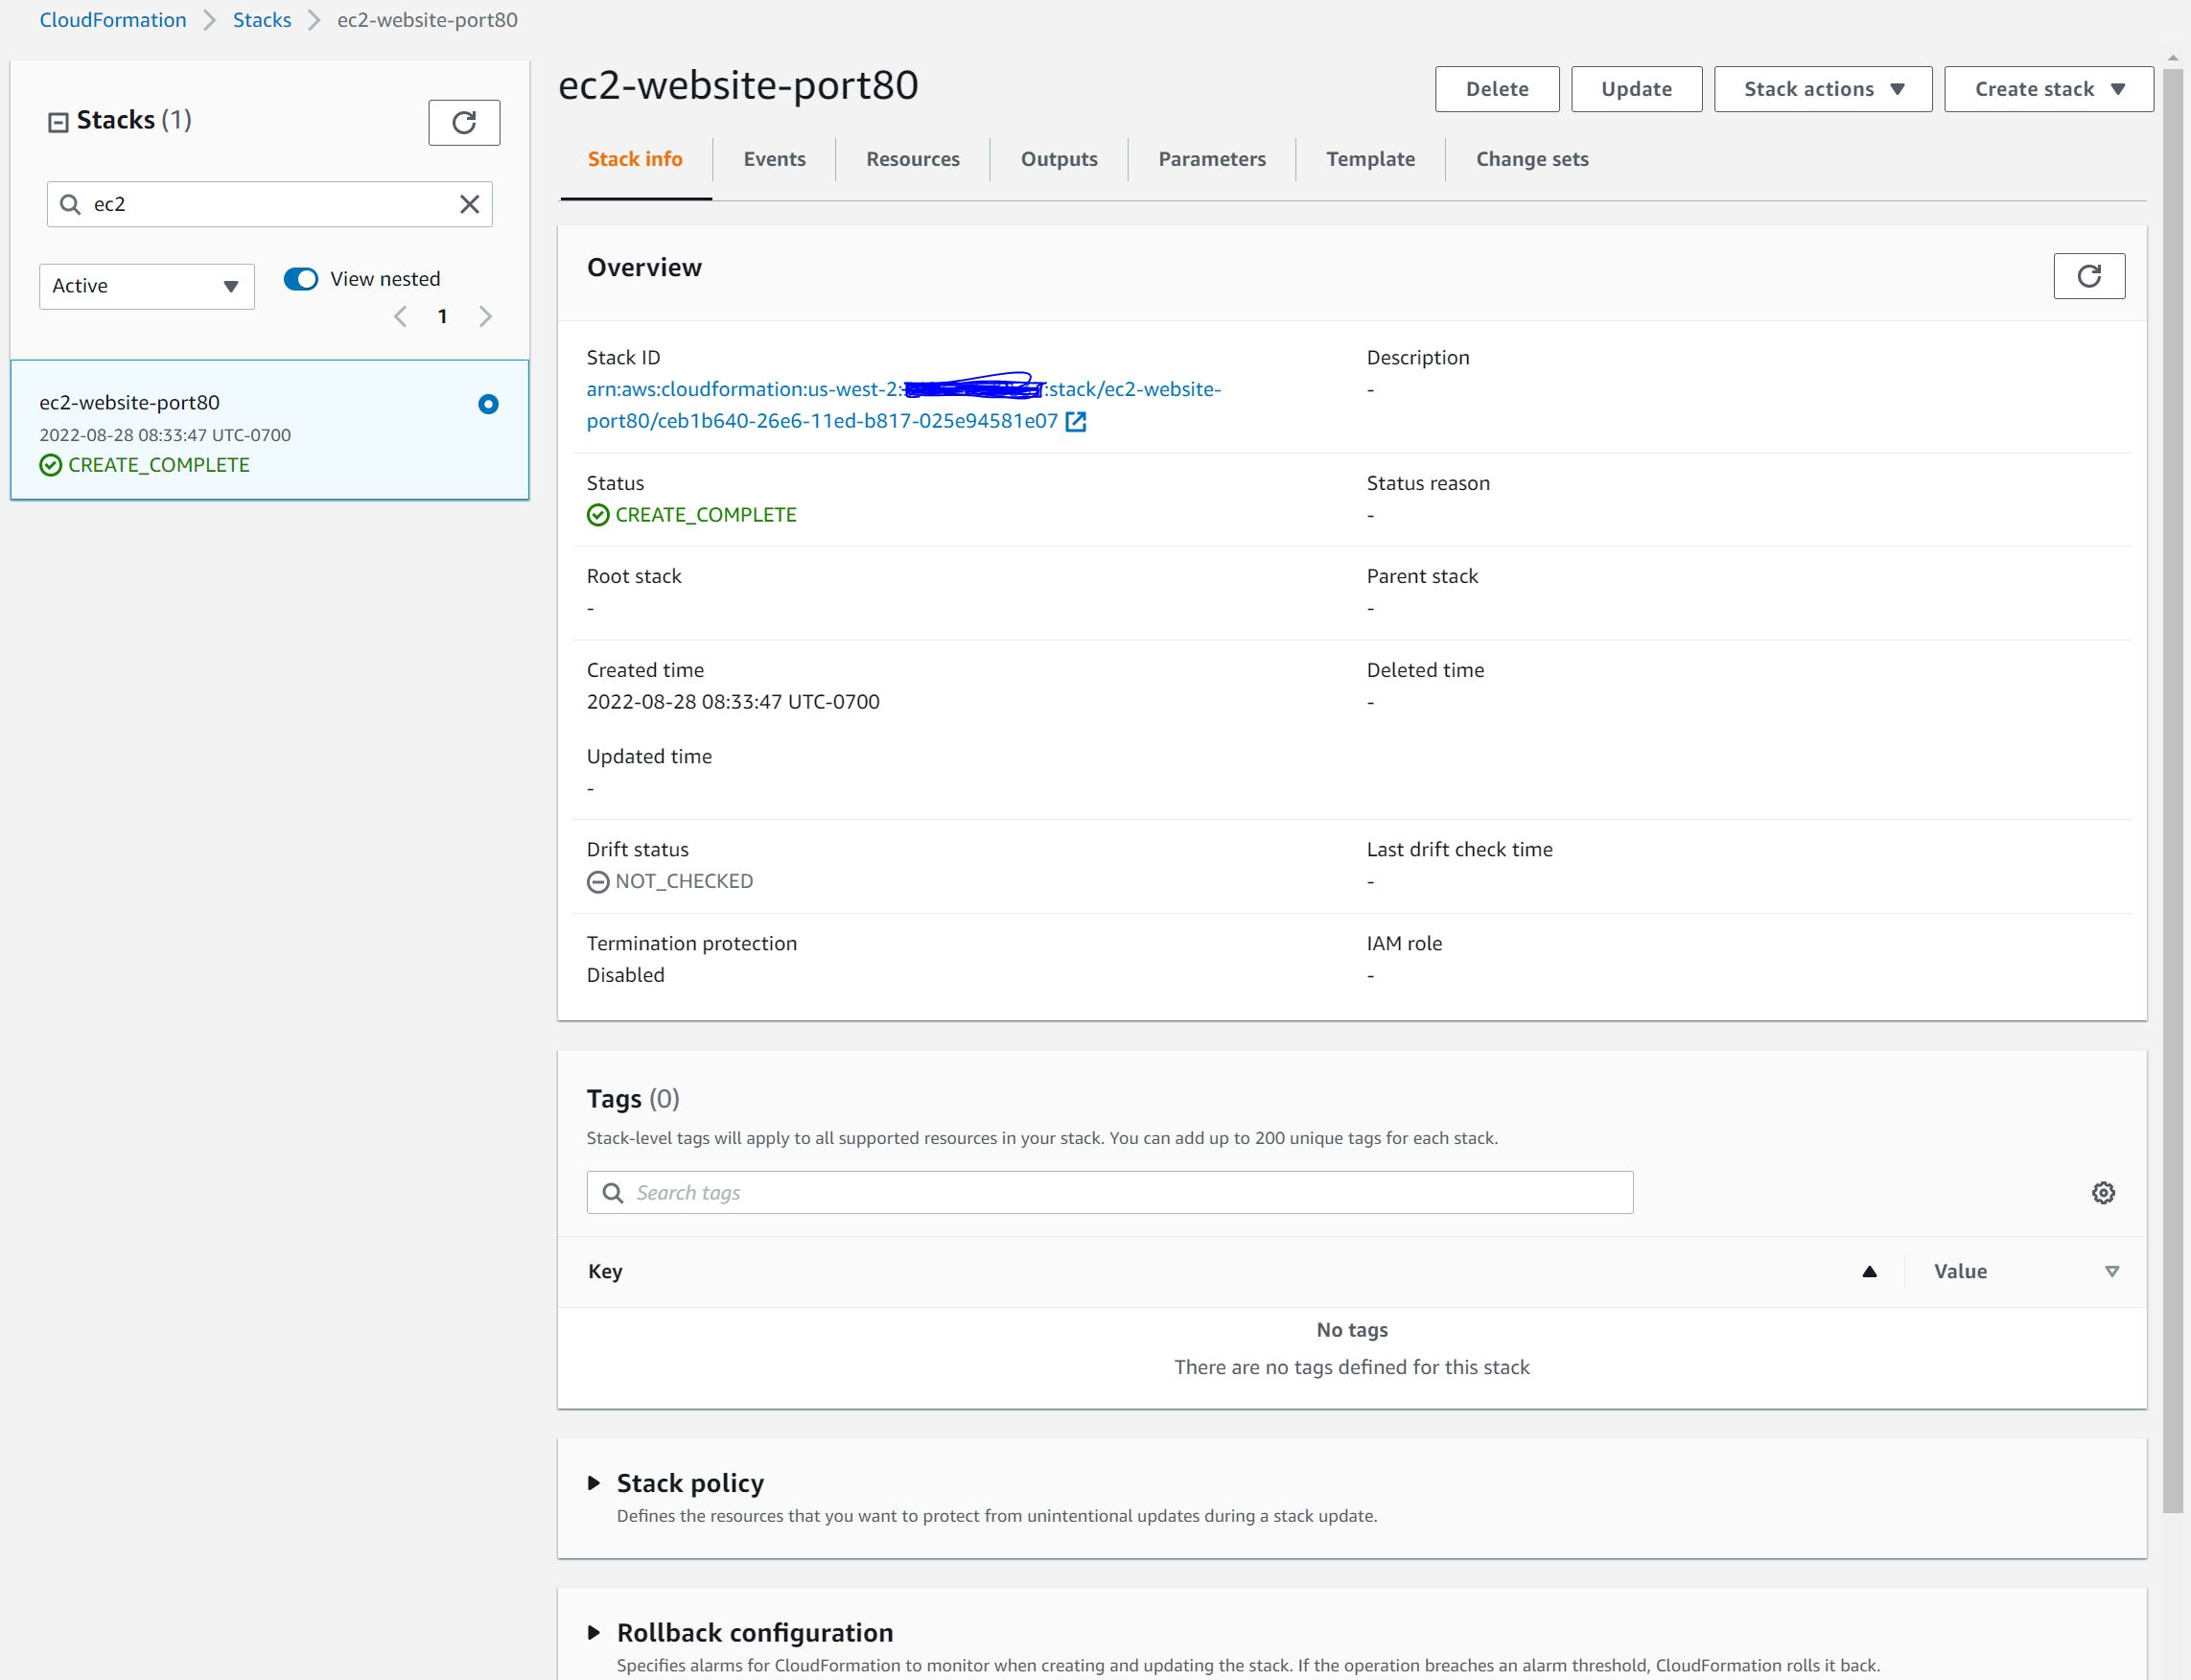 CloudFormation > Stacks > ec2-website-port80
Stacks (1)
ec2
Active
View nested
1
ec2-website-port80
2022-08-28 08:33:47 UTC-0700
CREATE_COMPLETE
ec2-website-port80
Delete
Update
Stack actions
Create stack
Stack info
Events
Resources
Outputs
Parameters
Template
Change sets
Overview
Stack ID
arn:aws:cloudformation:us-west-2: :stack/ec2-website-
port80/ceb1b640-26e6-11ed-b817-025e94581e07
Description
-
Status
CREATE_COMPLETE
Status reason
-
Root stack
-
Parent stack
-
Created time
2022-08-28 08:33:47 UTC-0700
Deleted time
-
Updated time
-
Drift status
NOT_CHECKED
Last drift check time
-
Termination protection
Disabled
IAM role
-
Tags (0)
Stack-level tags will apply to all supported resources in your stack. You can add up to 200 unique tags for each stack.
Search tags
Key
Value
No tags
There are no tags defined for this stack
Stack policy
Defines the resources that you want to protect from unintentional updates during a stack update.
Rollback configuration
Specifies alarms for CloudFormation to monitor when creating and updating the stack. If the operation breaches an alarm threshold, CloudFormation rolls it back.